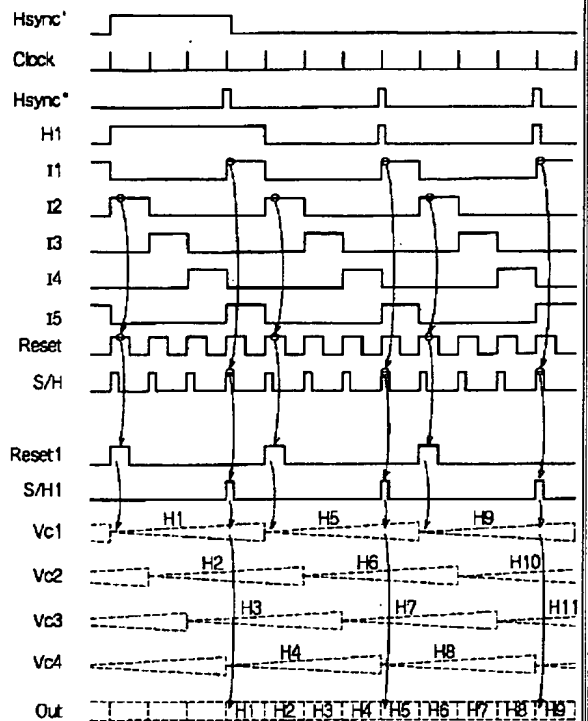 Hsync'
Clock
Hsync"
H1
I1
I2
I3
I4
I5
Reset
S/H
Reset1
S/H1
Vc1 H1 H5 H9
Vc2 H2 H6 H10
Vc3 H3 H7 H11
Vc4 H4 H8
Out H1 H2 H3 H4 H5 H6 H7 H8 H9